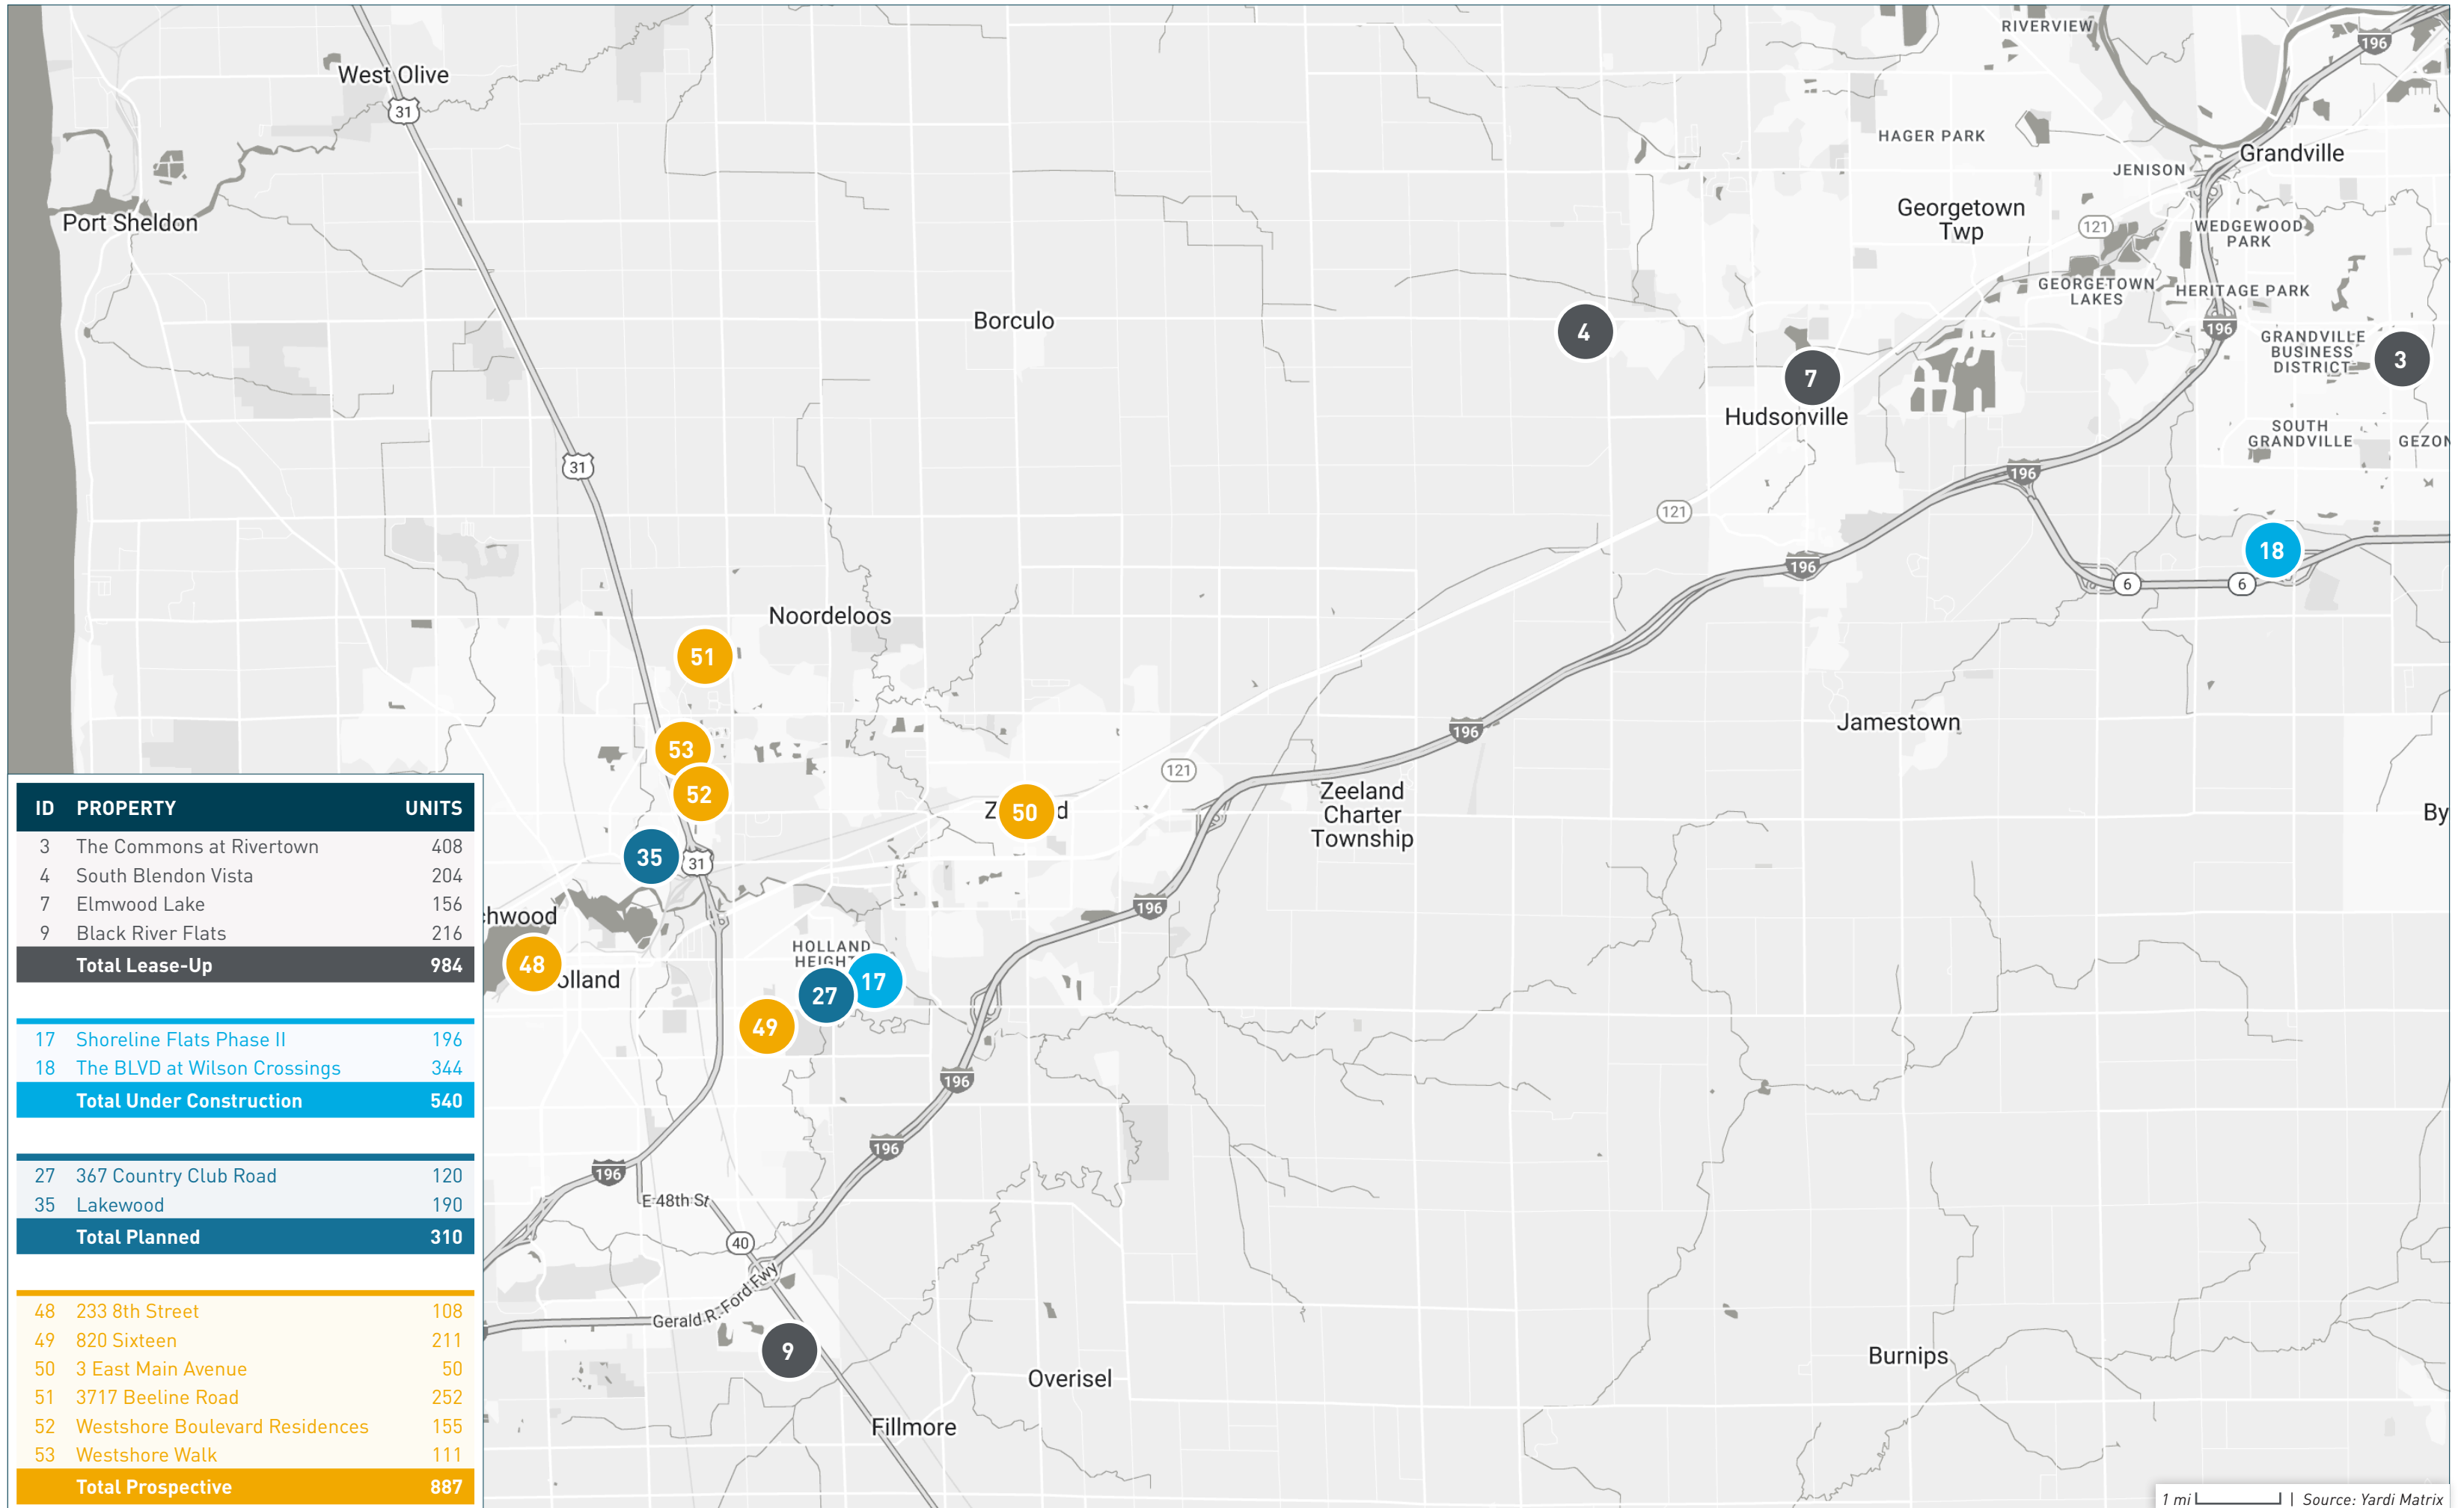 RIVERVIEW
196
West Olive
31
HAGER PARK
Grandville
JENISON
Port Sheldon
Georgetown
Twp
121
WEDGEWOOD
PARK
GEORGETOWN
LAKES
HERITAGE PARK
Borculo
4
196
GRANDVILLE
BUSINESS
DISTRICT
3
7
Hudsonville
SOUTH
GRANDVILLE
GEZON
31
196
121
18
196
6
6
Noordeloos
51
Jamestown
196
53
121
52
50
Z
d
Zeeland
Charter
Township
By
35
31
196
chwood
HOLLAND
HEIGHT
48
olland
17
27
49
196
196
196
E 48th St
40
Gerald R. Ford Fwy
9
Burnips
Overisel
Fillmore
ID PROPERTY UNITS
3 The Commons at Rivertown 408
4 South Blendon Vista 204
7 Elmwood Lake 156
9 Black River Flats 216
Total Lease-Up 984
17 Shoreline Flats Phase II 196
18 The BLVD at Wilson Crossings 344
Total Under Construction 540
27 367 Country Club Road 120
35 Lakewood 190
Total Planned 310
48 233 8th Street 108
49 820 Sixteen 211
50 3 East Main Avenue 50
51 3717 Beeline Road 252
52 Westshore Boulevard Residences 155
53 Westshore Walk 111
Total Prospective 887
1 mi | Source: Yardi Matrix